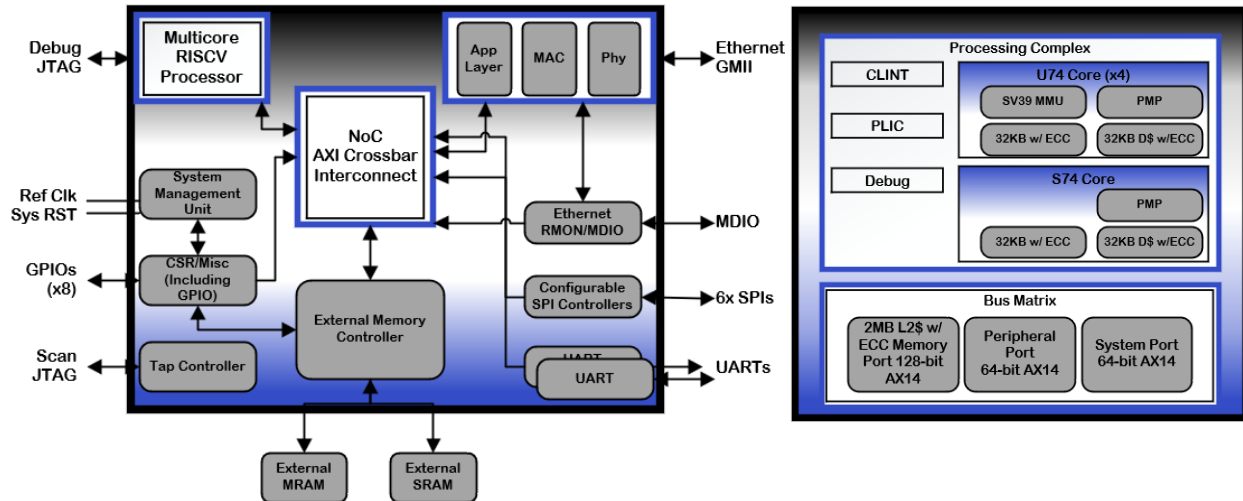 Debug
JTAG
Multicore
RISCV
Processor
App
Layer
MAC
Phy
Ethernet
GMII
NoC
AXI Crossbar
Interconnect
Ref Clk
Sys RST
System
Management
Unit
Ethernet
RMON/MDIO
MDIO
GPIOs
(x8)
CSR/Misc
(Including
GPIO)
External Memory
Controller
Configurable
SPI Controllers
6x SPIs
Scan
JTAG
Tap Controller
UART
UART
UARTs
External
MRAM
External
SRAM
Processing Complex
CLINT
PLIC
Debug
U74 Core (x4)
SV39 MMU
PMP
32KB w/ ECC
32KB D$ w/ECC
S74 Core
PMP
32KB w/ ECC
32KB D$ w/ECC
Bus Matrix
2MB L2$ w/
ECC Memory
Port 128-bit
AX14
Peripheral
Port
64-bit AX14
System Port
64-bit AX14